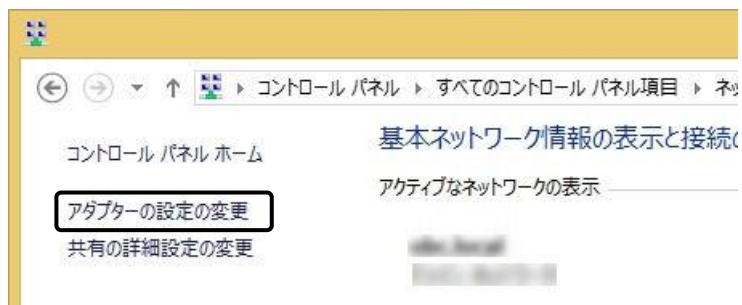 コントロール パネル ▸ すべてのコントロール パネル項目 ▸ ネッ
コントロール パネル ホーム
アダプターの設定の変更
共有の詳細設定の変更
基本ネットワーク情報の表示と接続の
アクティブなネットワークの表示